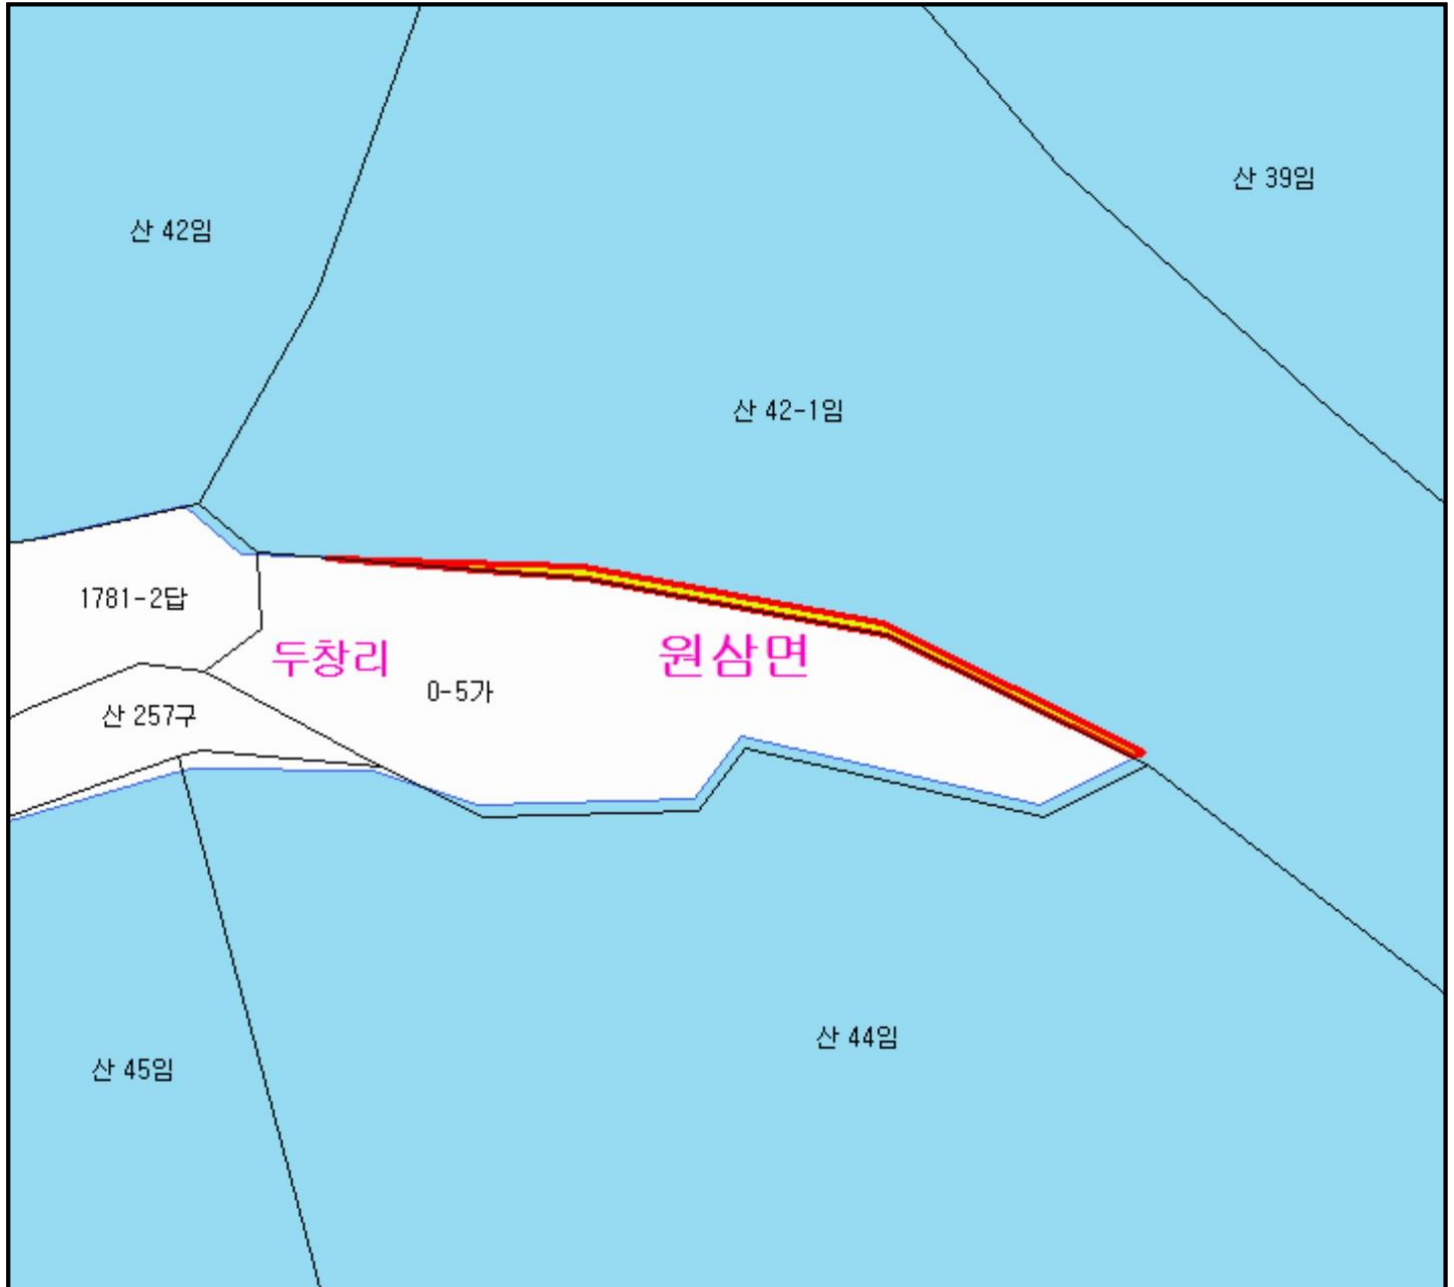 산 39임
산 42임
산 42-1임
1781-2답
두창리
원삼면
0-5가
산 257구
산 44임
산 45임